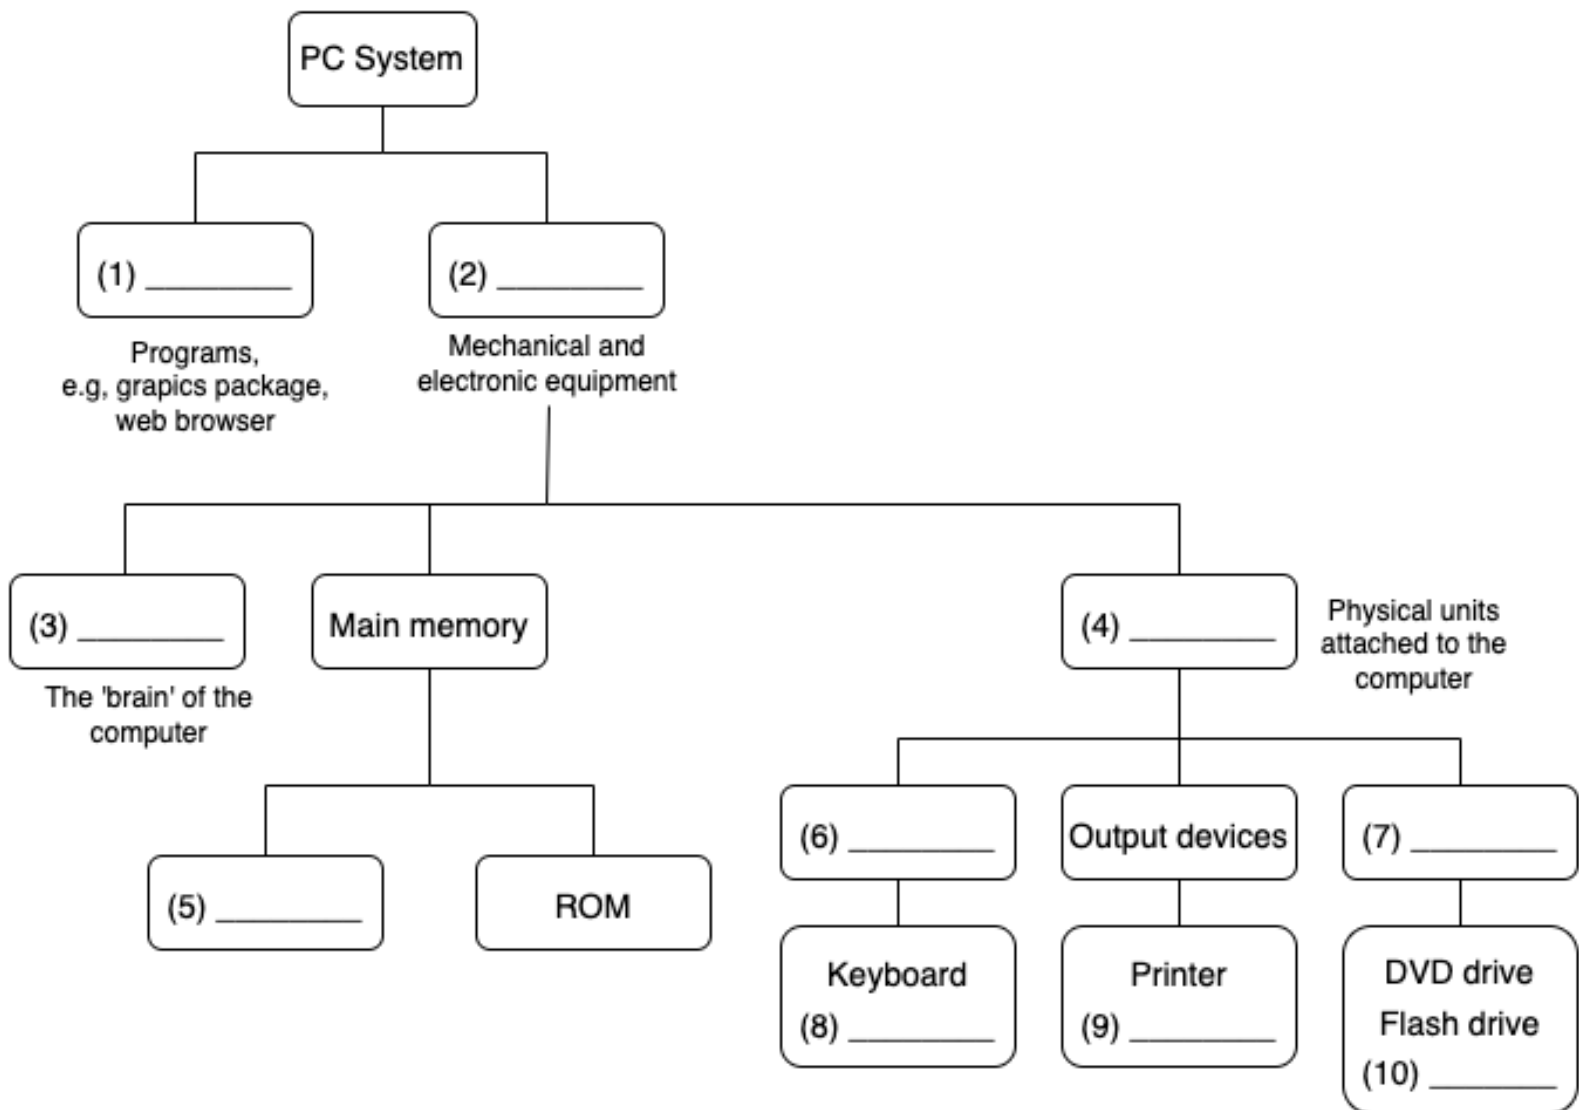 PC System
(1) ________
(2) ________
Programs,
e.g, grapics package,
web browser
Mechanical and
electronic equipment
(3) ________
The 'brain' of the
computer
Main memory
(4) ________
Physical units
attached to the
computer
(5) ________
ROM
(6) ________
Output devices
(7) ________
Keyboard
(8) ________
Printer
(9) ________
DVD drive
Flash drive
(10) _______